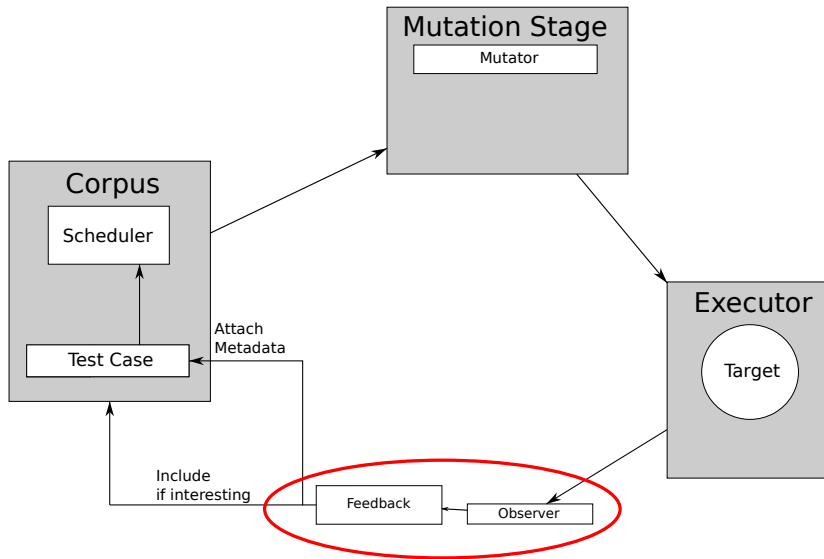 Mutation Stage
Mutator
Corpus
Scheduler
Test Case
Executor
Target
Attach
Metadata
Include
if interesting
Feedback
Observer